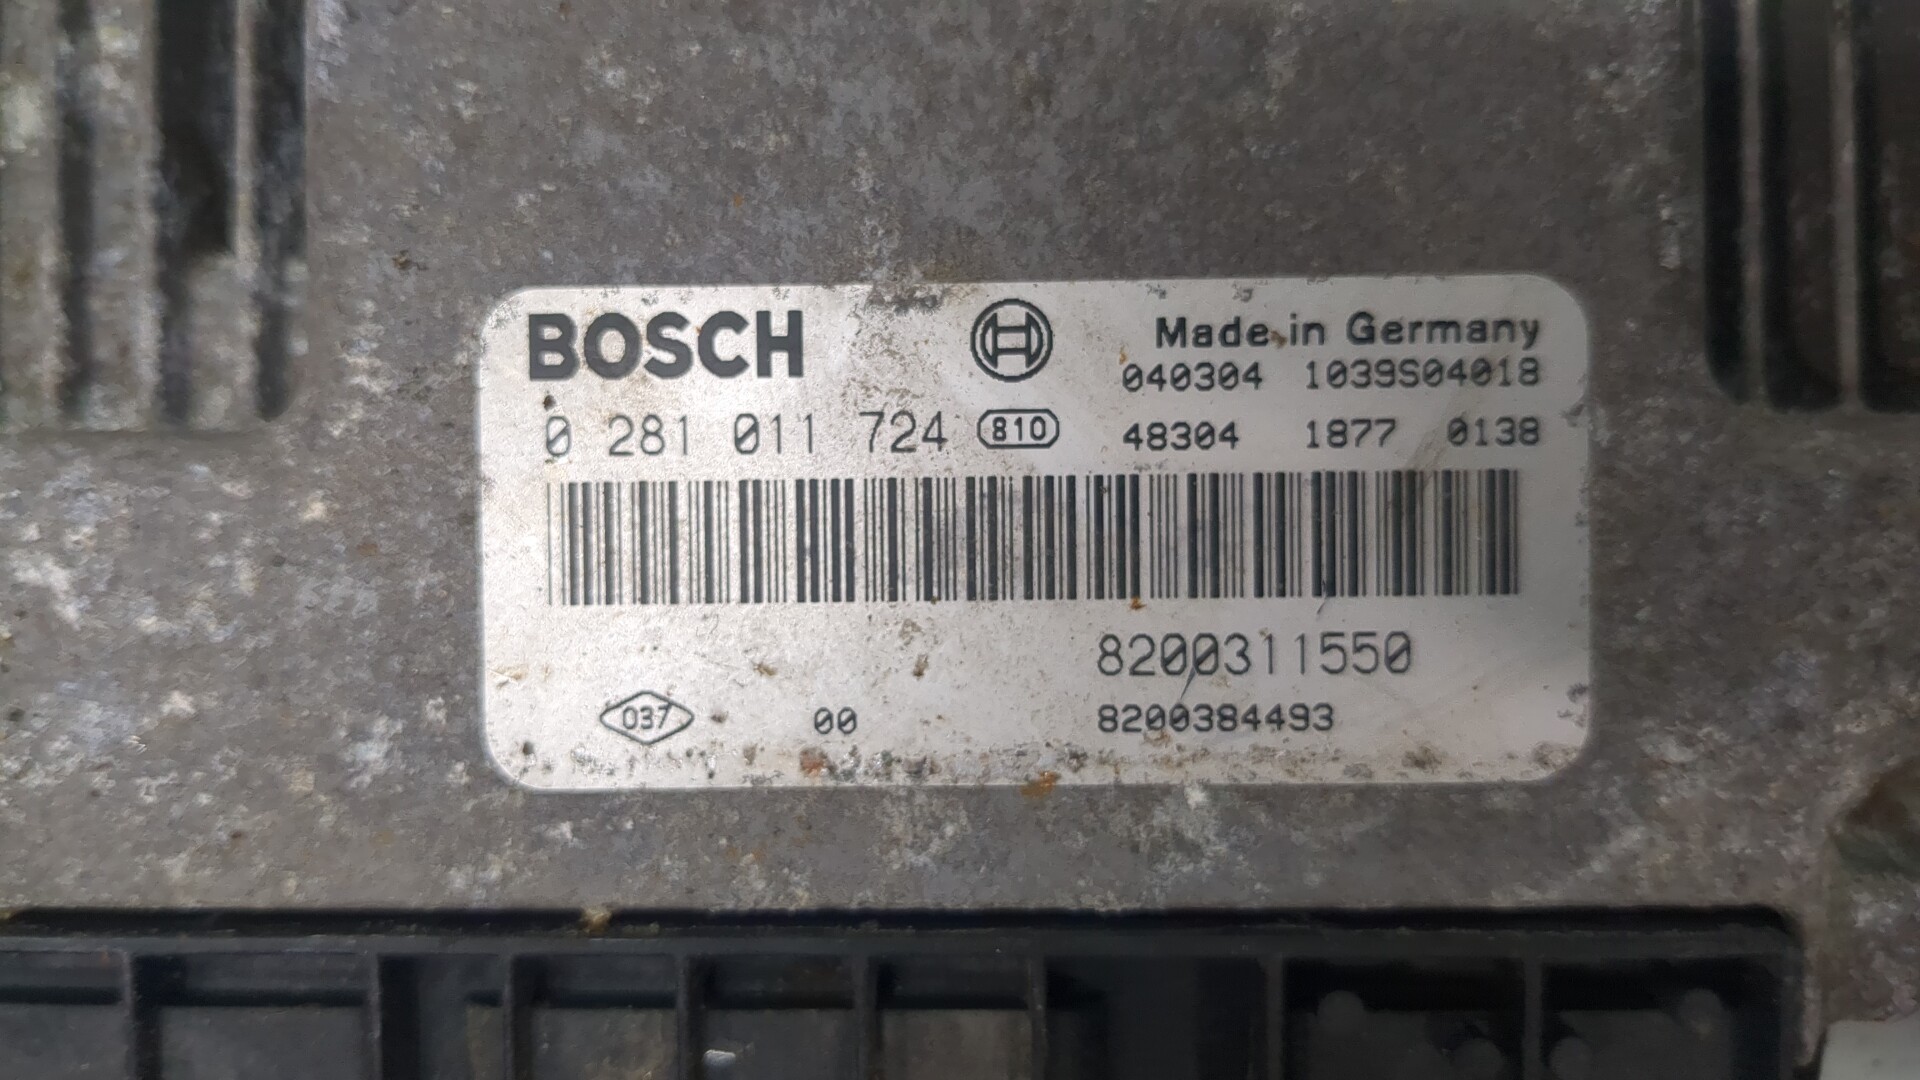 BOSCH
Made in Germany
040304 1039S04018
0 281 011 724 810 48304 1877 0138
8200311550
037 00 8200384493